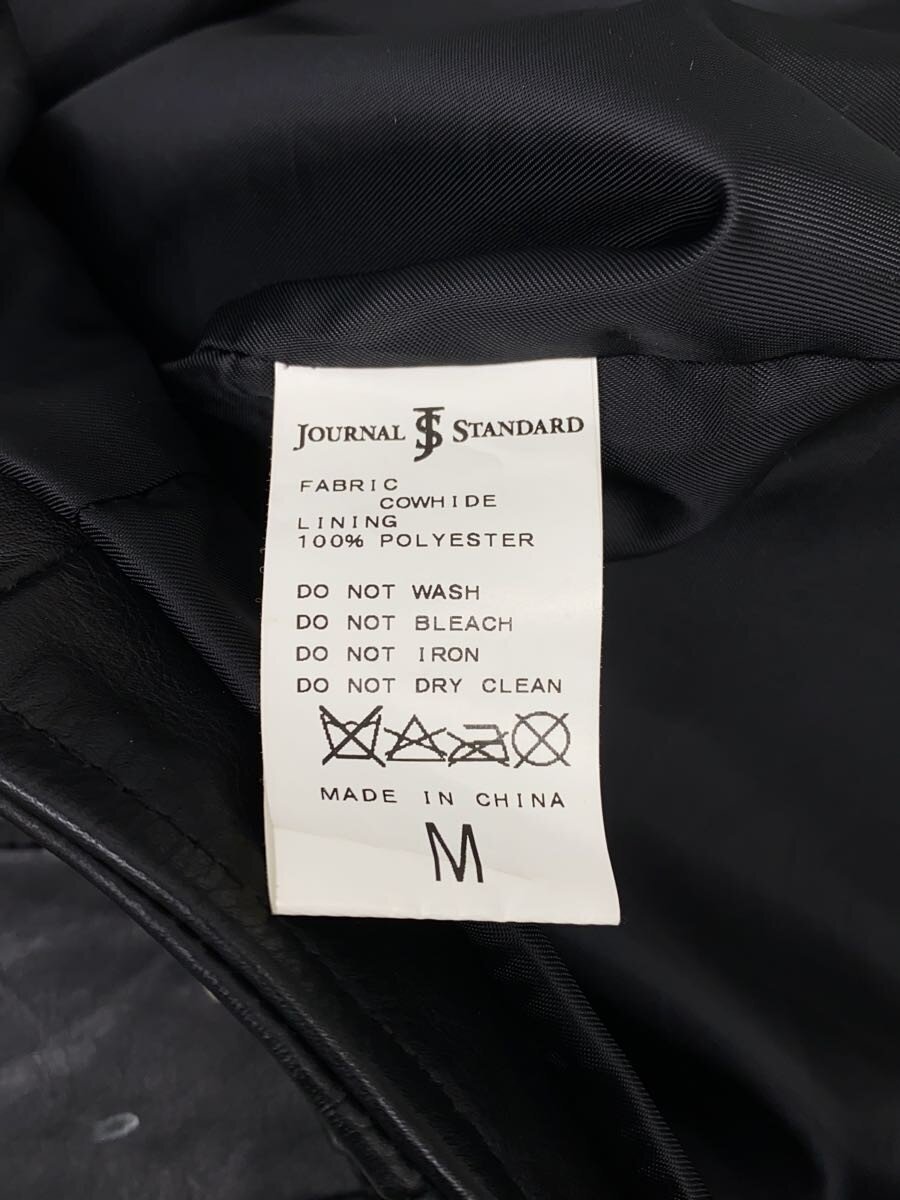 JOURNAL JS STANDARD
FABRIC
COWHIDE
LINING
100% POLYESTER
DO NOT WASH
DO NOT BLEACH
DO NOT IRON
DO NOT DRY CLEAN
MADE IN CHINA
M